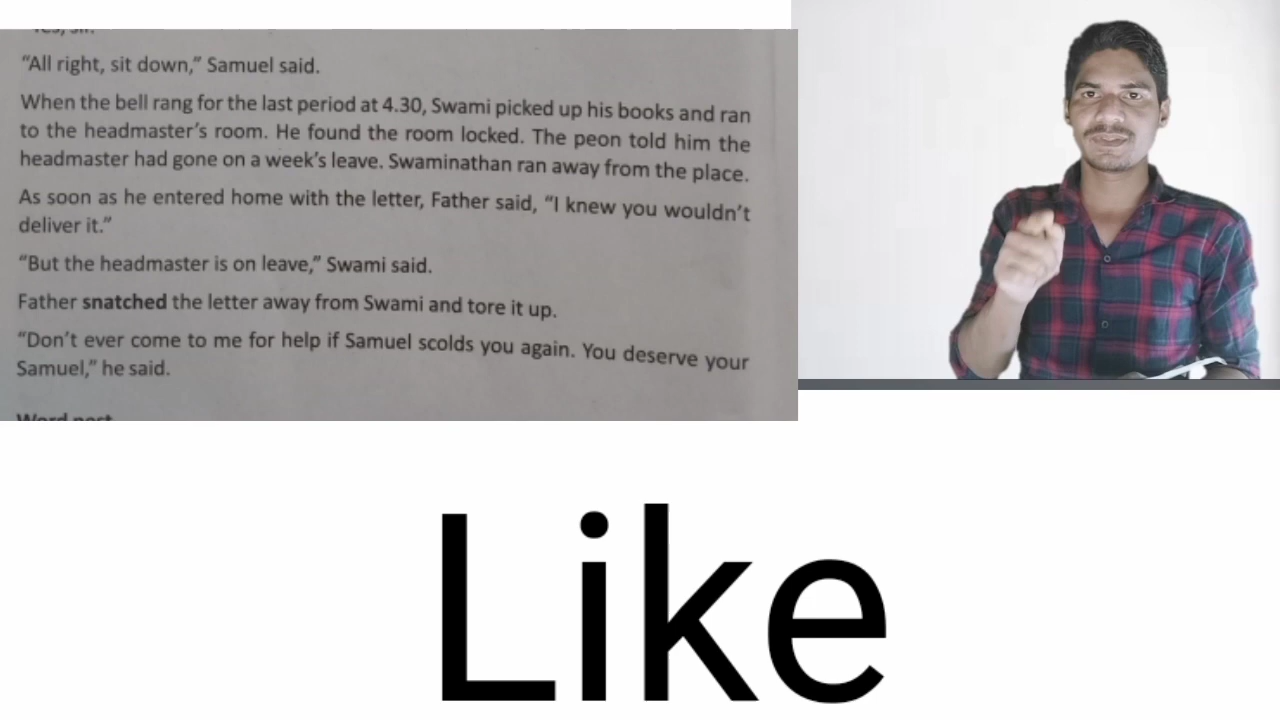 "Yes, sir."
"All right, sit down," Samuel said.
When the bell rang for the last period at 4.30, Swami picked up his books and ran
to the headmaster's room. He found the room locked. The peon told him the
headmaster had gone on a week's leave. Swaminathan ran away from the place.
As soon as he entered home with the letter, Father said, "I knew you wouldn't
deliver it."
"But the headmaster is on leave," Swami said.
Father snatched the letter away from Swami and tore it up.
"Don't ever come to me for help if Samuel scolds you again. You deserve your
Samuel," he said.
Word nest
Like